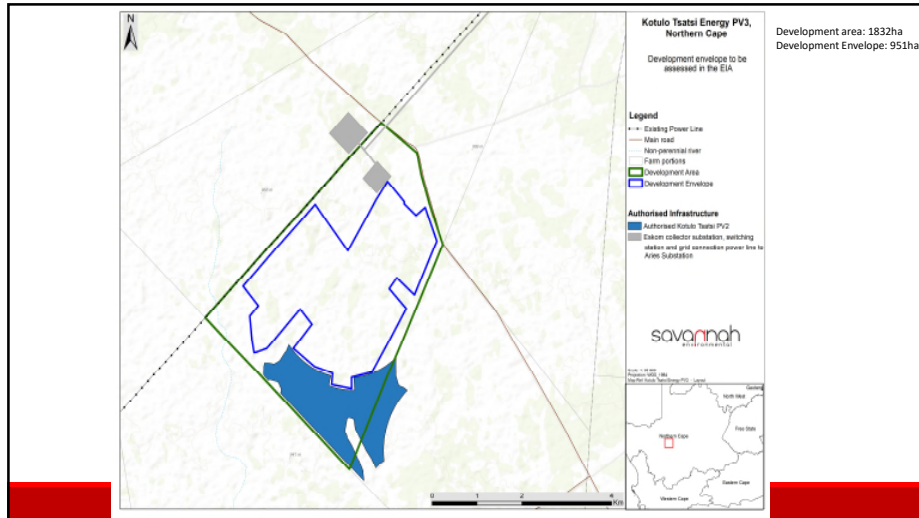 N
Kotulo Tsatsi Energy PV3,
Northern Cape
Development envelope to be
assessed in the EIA
Development area: 1832ha
Development Envelope: 951ha
Legend
Existing Power Line
Main road
Non-perennial river
Farm portions
Development Area
Development Envelope
Authorised Infrastructure
Authorised Kotulo Tsatsi PV2
Eskom collector substation, switching
station and grid connection power line to
Aries Substation
savannah
environmental
North West
Free State
Northern Cape
Eastern Cape
Western Cape
0 1 2 4
Km